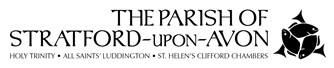 THE PARISH OF
STRATFORD-UPON-AVON
HOLY TRINITY • ALL SAINTS' LUDDINGTON • ST. HELEN'S CLIFFORD CHAMBERS